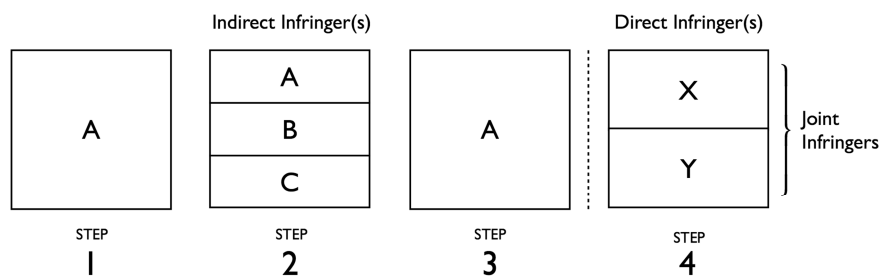 Indirect Infringer(s)
Direct Infringer(s)
A
A
B
C
A
X
Y
Joint
Infringers
STEP
1
STEP
2
STEP
3
STEP
4